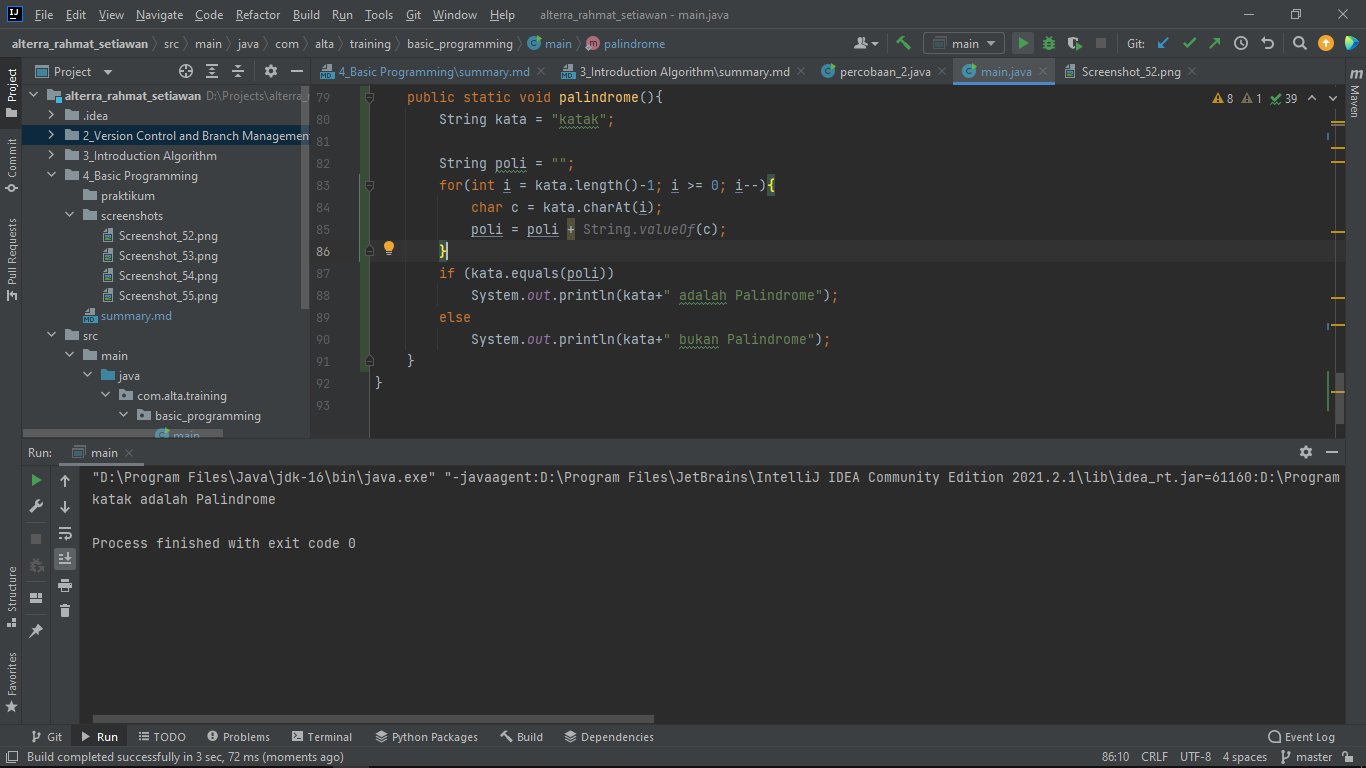 File Edit View Navigate Code Refactor Build Run Tools Git Window Help alterra_rahmat_setiawan - main.java
alterra_rahmat_setiawan src main java com alta training basic_programming main palindrome main Git:
Project 4_Basic Programming\summary.md 3_Introduction Algorithm\summary.md percobaan_2.java main.java Screenshot_52.png
Project
Commit
Pull Requests
Structure
Favorites
Maven
alterra_rahmat_setiawan D:\Projects\alterra_
.idea
2_Version Control and Branch Managemen
3_Introduction Algorithm
4_Basic Programming
praktikum
screenshots
Screenshot_52.png
Screenshot_53.png
Screenshot_54.png
Screenshot_55.png
summary.md
src
main
java
com.alta.training
basic_programming
main
8 1 39
79 public static void palindrome(){
80 String kata = "katak";
81
82 String poli = "";
83 for(int i = kata.length()-1; i >= 0; i--){
84 char c = kata.charAt(i);
85 poli = poli + String.valueOf(c);
86 }
87 if (kata.equals(poli))
88 System.out.println(kata+" adalah Palindrome");
89 else
90 System.out.println(kata+" bukan Palindrome");
91 }
92 }
93
Run: main
"D:\Program Files\Java\jdk-16\bin\java.exe" "-javaagent:D:\Program Files\JetBrains\IntelliJ IDEA Community Edition 2021.2.1\lib\idea_rt.jar=61160:D:\Program
katak adalah Palindrome
Process finished with exit code 0
Git Run TODO Problems Terminal Python Packages Build Dependencies Event Log
Build completed successfully in 3 sec, 72 ms (moments ago) 86:10 CRLF UTF-8 4 spaces master